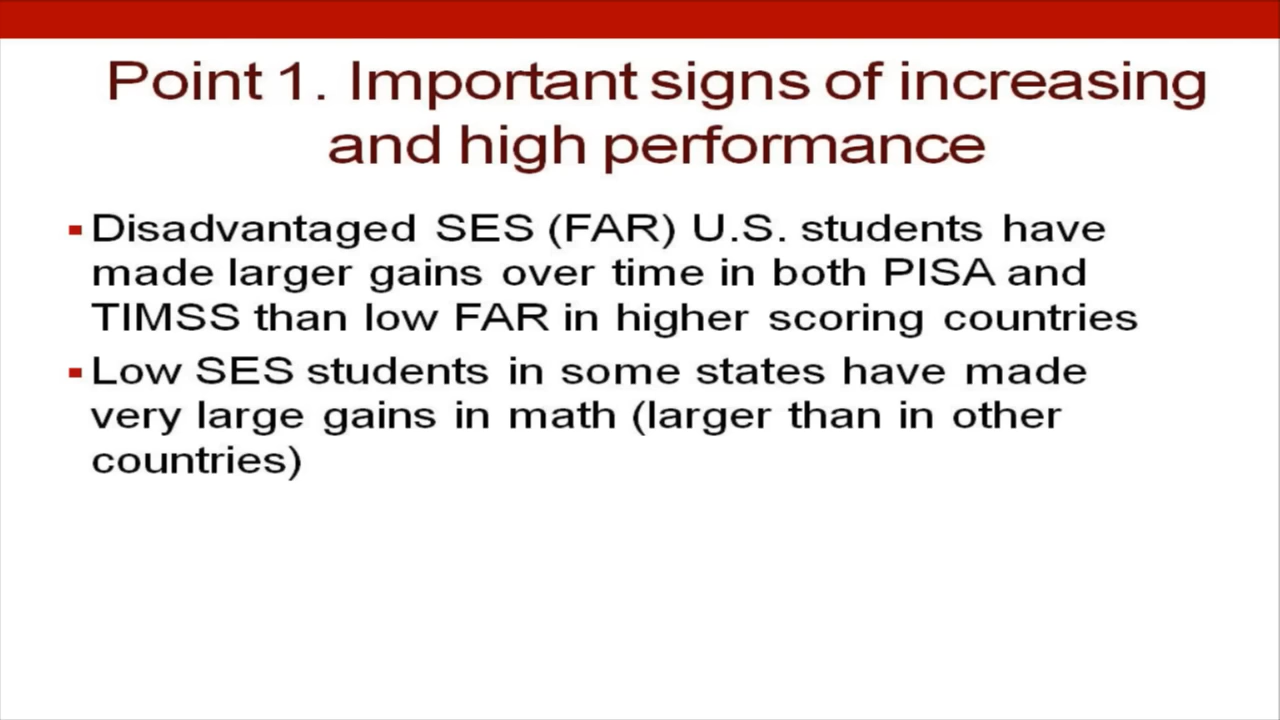 Point 1. Important signs of increasing
and high performance
▪ Disadvantaged SES (FAR) U.S. students have
made larger gains over time in both PISA and
TIMSS than low FAR in higher scoring countries
▪ Low SES students in some states have made
very large gains in math (larger than in other
countries)